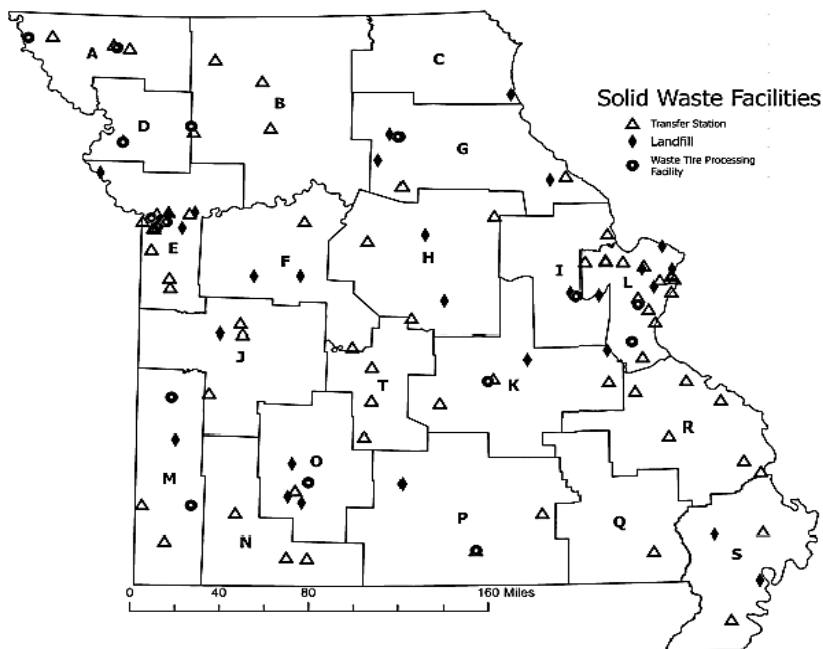 Solid Waste Facilities
Transfer Station
Landfill
Waste Tire Processing
Facility
A
B
C
D
G
E
F
H
I
L
J
T
K
R
M
O
N
P
Q
S
0 40 80 160 Miles